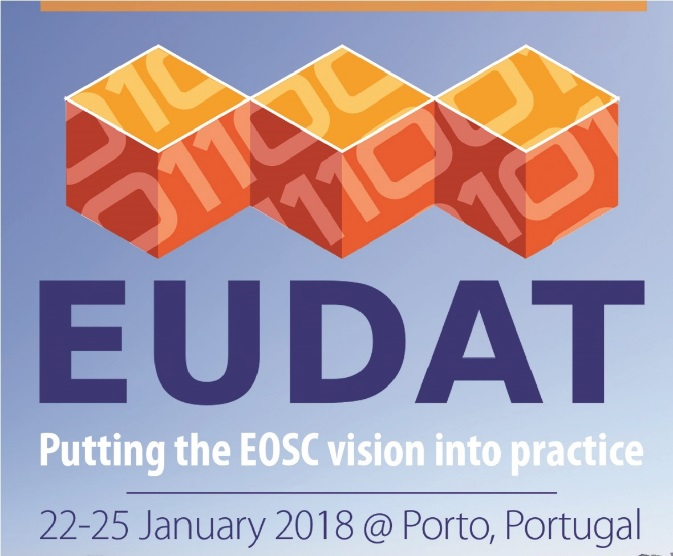 EUDAT
Putting the EOSC vision into practice
22-25 January 2018 @ Porto, Portugal